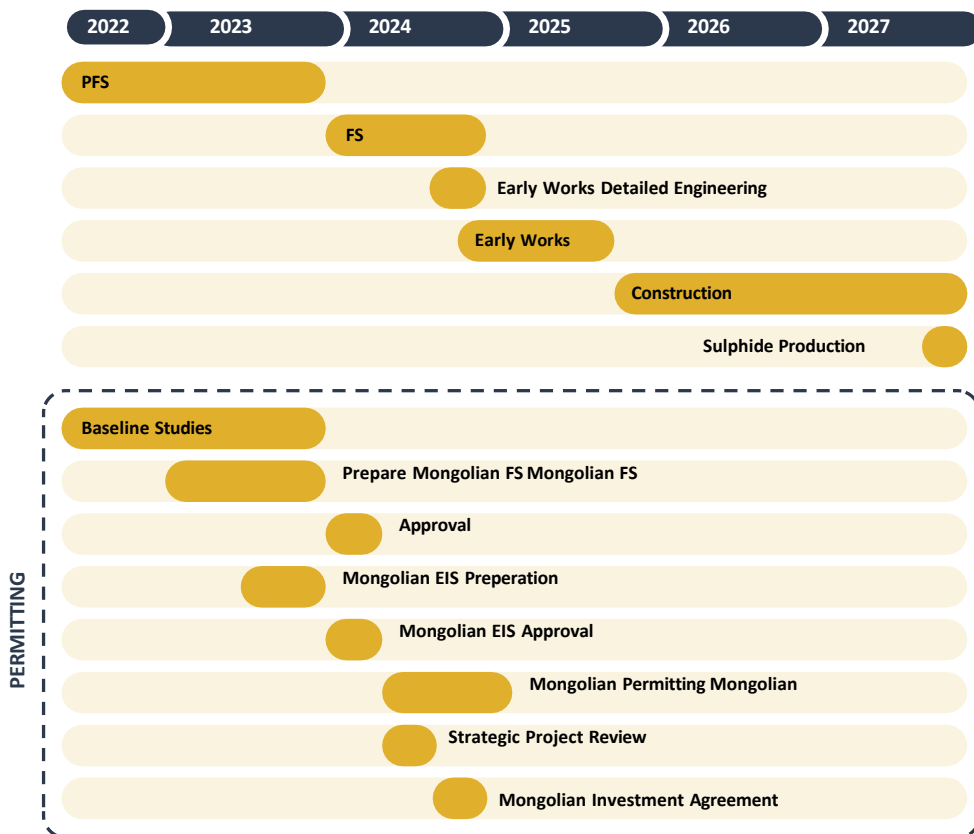 2022 2023 2024 2025 2026 2027
PFS
FS
Early Works Detailed Engineering
Early Works
Construction
Sulphide Production
PERMITTING
Baseline Studies
Prepare Mongolian FS Mongolian FS
Approval
Mongolian EIS Preperation
Mongolian EIS Approval
Mongolian Permitting Mongolian
Strategic Project Review
Mongolian Investment Agreement